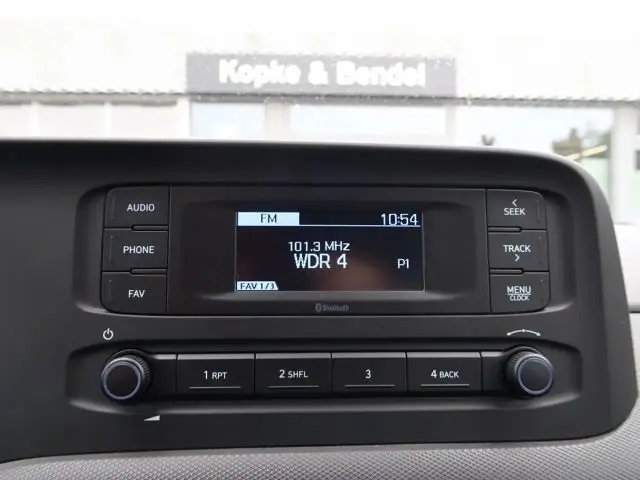 Kopke & Bendel
AUDIO
PHONE
FAV
FM 10:54
101.3 MHz
WDR 4 P1
FAV 1/3
Bluetooth
SEEK
TRACK
MENU
CLOCK
1 RPT
2 SHFL
3
4 BACK